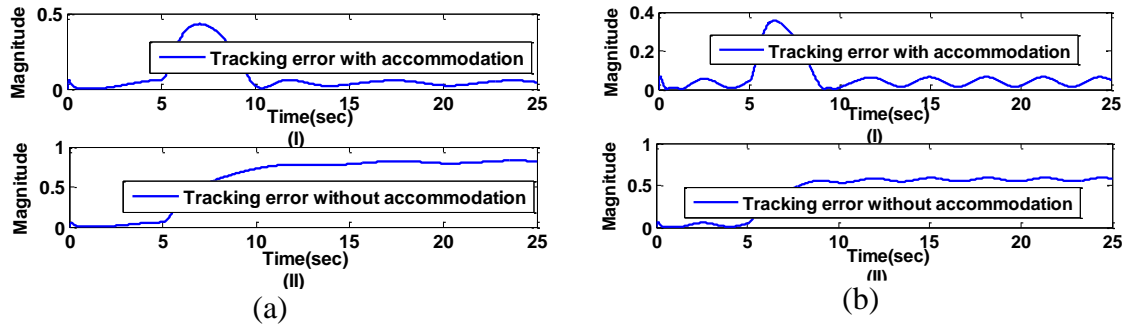 Magnitude
0.5
0
Tracking error with accommodation
0 5 10 15 20 25
Time(sec)
(I)
Magnitude
1
0.5
0
Tracking error without accommodation
0 5 10 15 20 25
Time(sec)
(II)
(a)
Magnitude
0.4
0.2
0
Tracking error with accommodation
0 5 10 15 20 25
Time(sec)
(I)
Magnitude
1
0.5
0
Tracking error without accommodation
0 5 10 15 20 25
Time(sec)
(II)
(b)